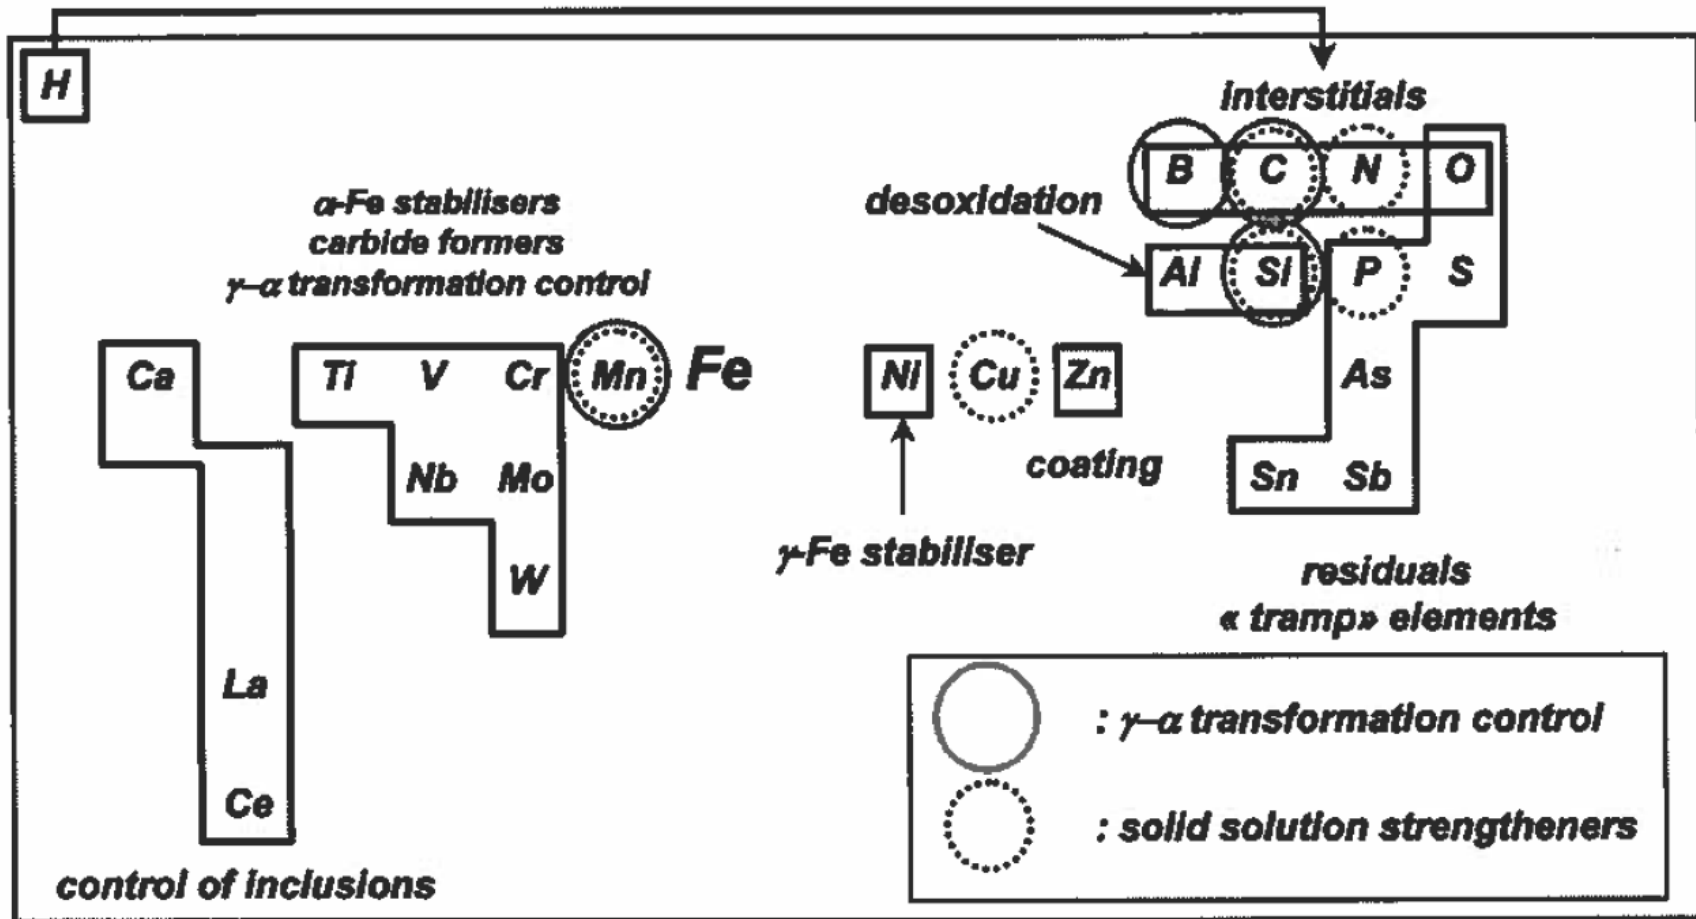 H
interstitials
B C N O
desoxidation
α-Fe stabilisers
carbide formers
γ–α transformation control
Al Si P S
Ca Ti V Cr Mn Fe Ni Cu Zn As
Nb Mo coating Sn Sb
γ-Fe stabiliser
W
residuals
« tramp» elements
La
: γ–α transformation control
Ce
: solid solution strengtheners
control of inclusions